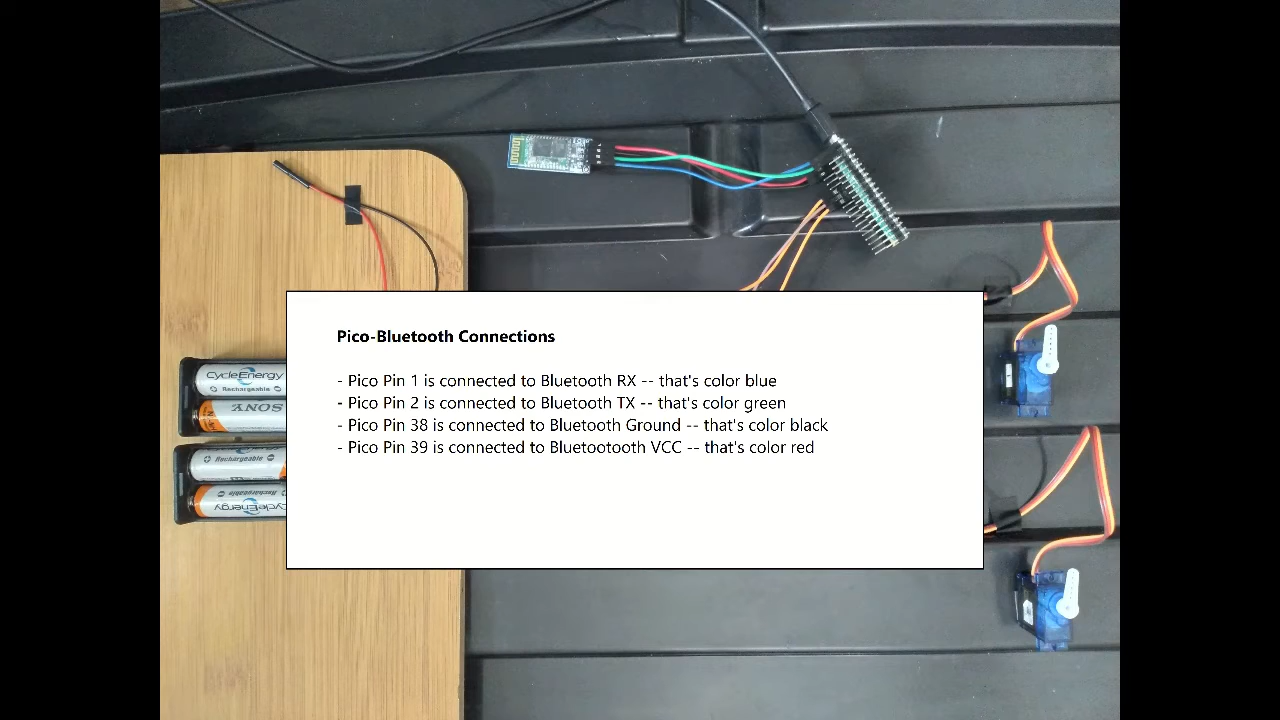 Pico-Bluetooth Connections
- Pico Pin 1 is connected to Bluetooth RX -- that's color blue
- Pico Pin 2 is connected to Bluetooth TX -- that's color green
- Pico Pin 38 is connected to Bluetooth Ground -- that's color black
- Pico Pin 39 is connected to Bluetootooth VCC -- that's color red
CycleEnergy
Rechargeable
SONY
Rechargeable
Rechargeable
CycleEnergy